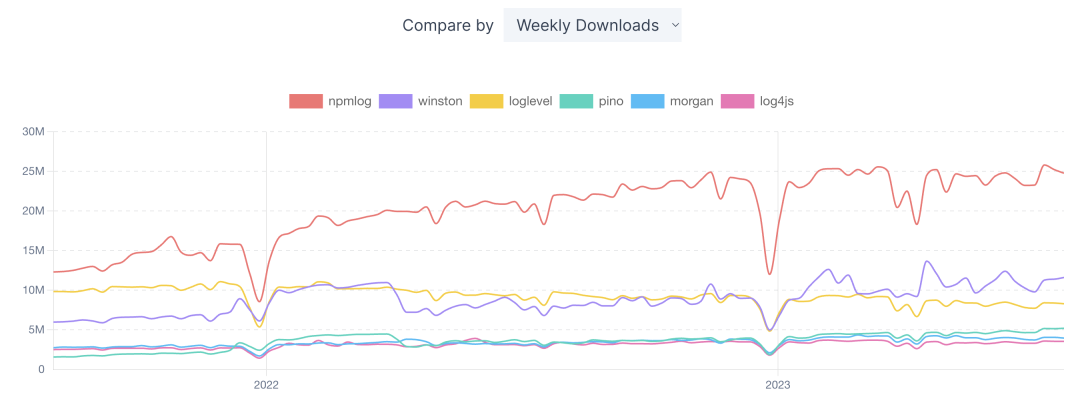 Compare by Weekly Downloads
npmlog winston loglevel pino morgan log4js
30M
25M
20M
15M
10M
5M
0
2022 2023